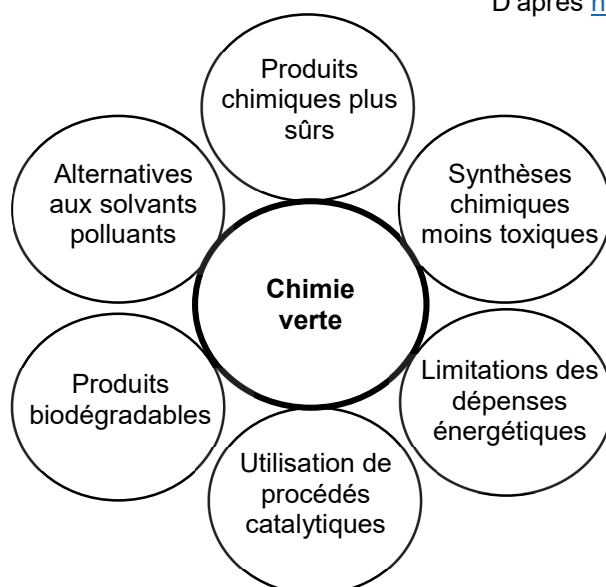 D'après
Produits
chimiques plus
sûrs
Alternatives
aux solvants
polluants
Synthèses
chimiques
moins toxiques
Chimie
verte
Produits
biodégradables
Limitations des
dépenses
énergétiques
Utilisation de
procédés
catalytiques